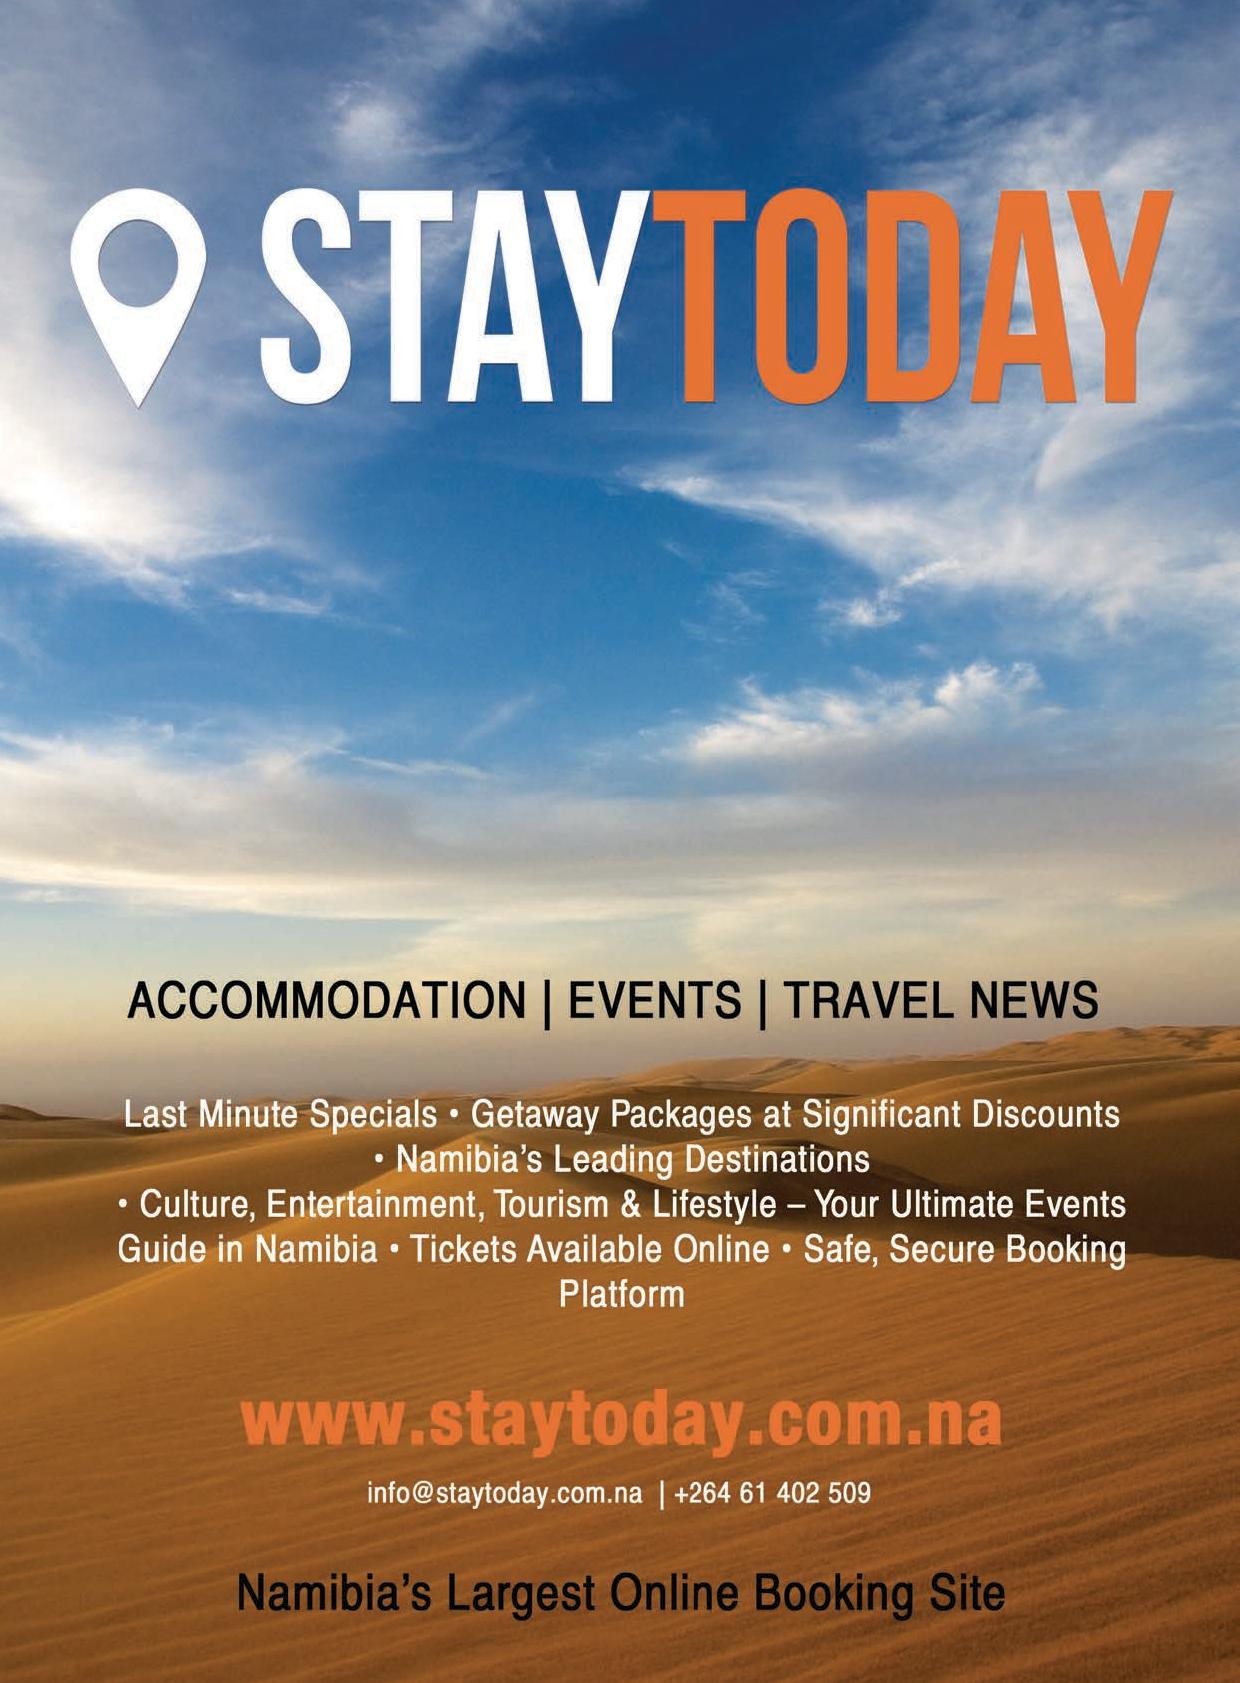 STAYTODAY
ACCOMMODATION | EVENTS | TRAVEL NEWS
Last Minute Specials • Getaway Packages at Significant Discounts
• Namibia’s Leading Destinations
• Culture, Entertainment, Tourism & Lifestyle – Your Ultimate Events
Guide in Namibia • Tickets Available Online • Safe, Secure Booking
Platform
www.staytoday.com.na
info@staytoday.com.na | +264 61 402 509
Namibia’s Largest Online Booking Site